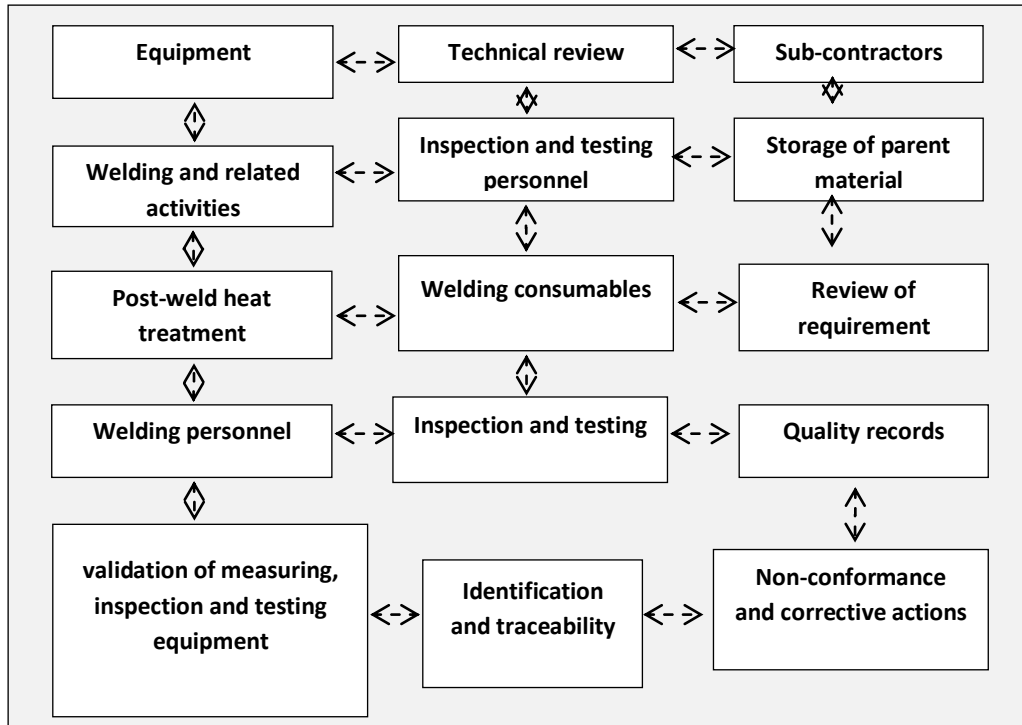 Equipment
Technical review
Sub-contractors
Welding and related
activities
Inspection and testing
personnel
Storage of parent
material
Post-weld heat
treatment
Welding consumables
Review of
requirement
Welding personnel
Inspection and testing
Quality records
validation of measuring,
inspection and testing
equipment
Identification
and traceability
Non-conformance
and corrective actions